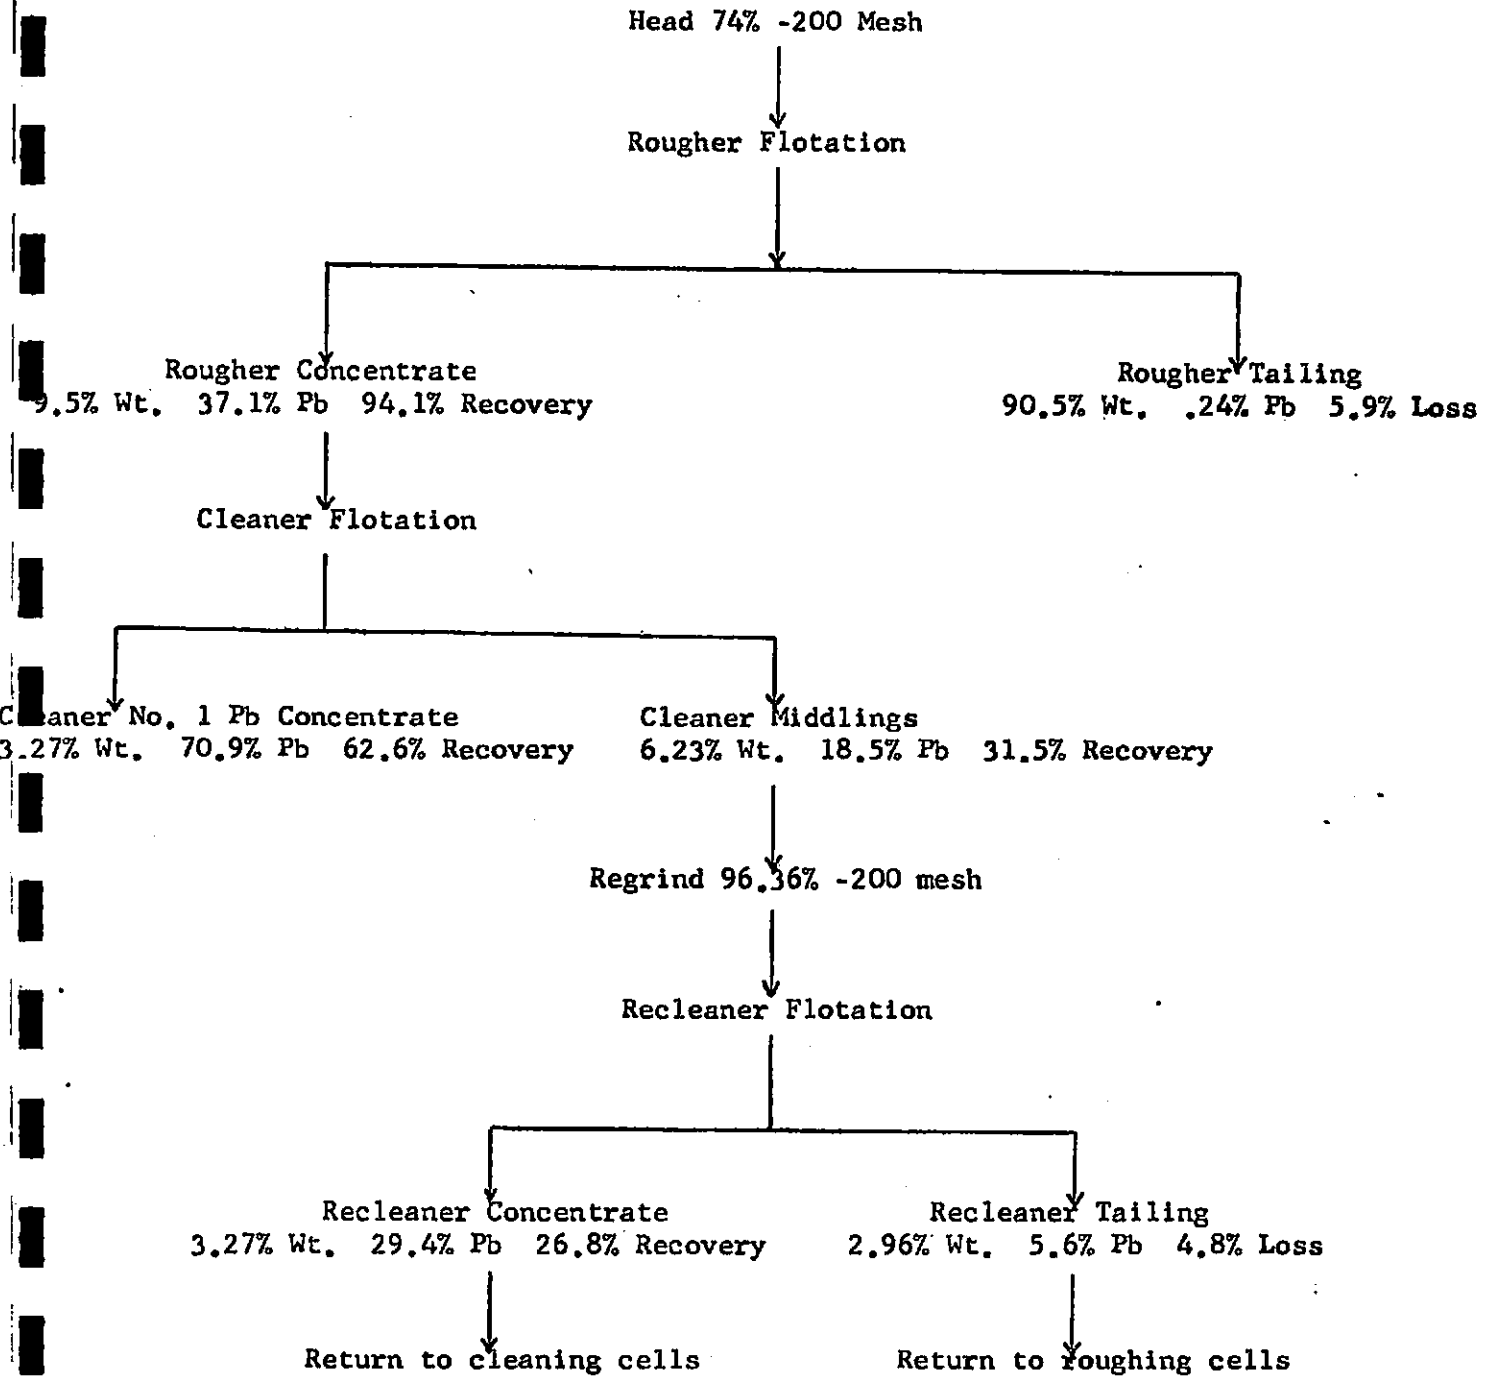 Head 74% -200 Mesh
Rougher Flotation
Rougher Concentrate
9.5% Wt. 37.1% Pb 94.1% Recovery
Rougher Tailing
90.5% Wt. .24% Pb 5.9% Loss
Cleaner Flotation
Cleaner No. 1 Pb Concentrate
3.27% Wt. 70.9% Pb 62.6% Recovery
Cleaner Middlings
6.23% Wt. 18.5% Pb 31.5% Recovery
Regrind 96.36% -200 mesh
Recleaner Flotation
Recleaner Concentrate
3.27% Wt. 29.4% Pb 26.8% Recovery
Recleaner Tailing
2.96% Wt. 5.6% Pb 4.8% Loss
Return to cleaning cells
Return to roughing cells